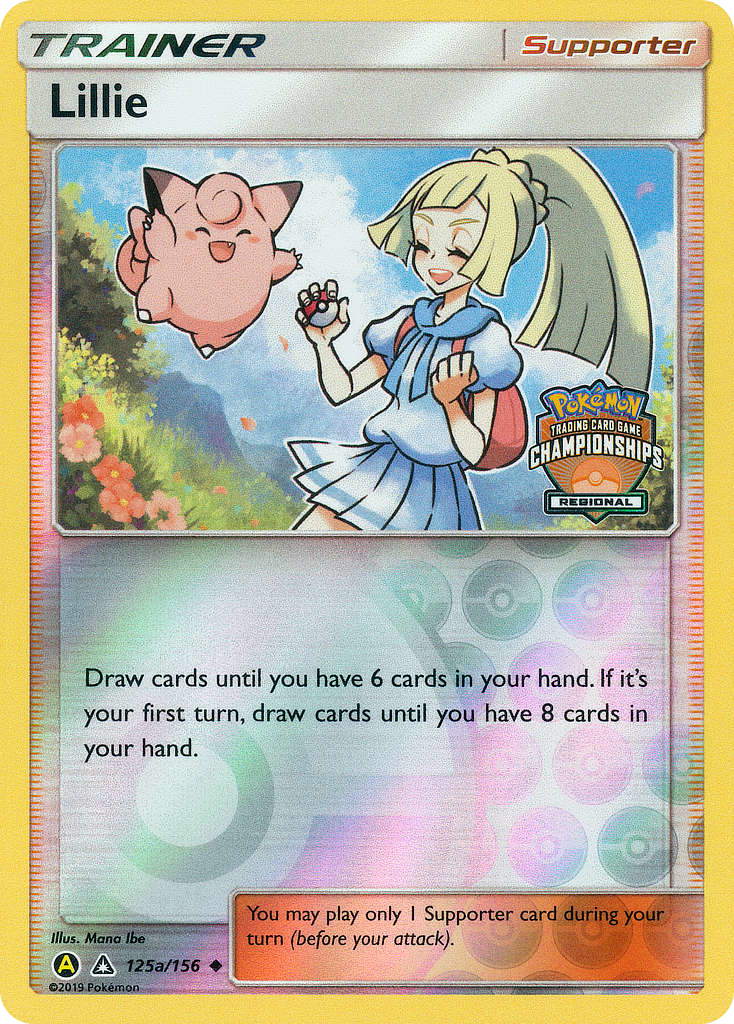 TRAINER
Supporter
Lillie
Pokémon
TRADING CARD GAME
CHAMPIONSHIPS
REGIONAL
Draw cards until you have 6 cards in your hand. If it's
your first turn, draw cards until you have 8 cards in
your hand.
You may play only 1 Supporter card during your
turn (before your attack).
Illus. Mana Ibe
A 125a/156
©2019 Pokémon